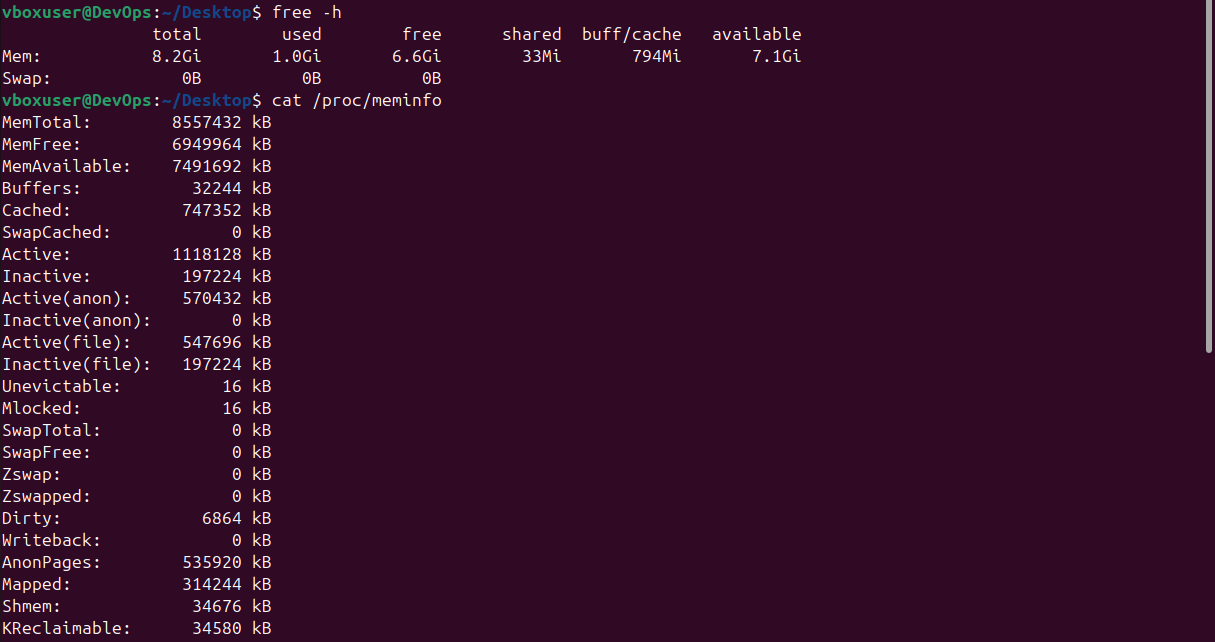 vboxuser@DevOps:~/Desktop$ free -h
               total        used        free      shared  buff/cache   available
Mem:           8.2Gi       1.0Gi       6.6Gi        33Mi       794Mi       7.1Gi
Swap:             0B          0B          0B
vboxuser@DevOps:~/Desktop$ cat /proc/meminfo
MemTotal:        8557432 kB
MemFree:         6949964 kB
MemAvailable:    7491692 kB
Buffers:           32244 kB
Cached:           747352 kB
SwapCached:            0 kB
Active:          1118128 kB
Inactive:         197224 kB
Active(anon):     570432 kB
Inactive(anon):        0 kB
Active(file):     547696 kB
Inactive(file):   197224 kB
Unevictable:          16 kB
Mlocked:              16 kB
SwapTotal:             0 kB
SwapFree:              0 kB
Zswap:                 0 kB
Zswapped:              0 kB
Dirty:              6864 kB
Writeback:             0 kB
AnonPages:        535920 kB
Mapped:           314244 kB
Shmem:             34676 kB
KReclaimable:      34580 kB